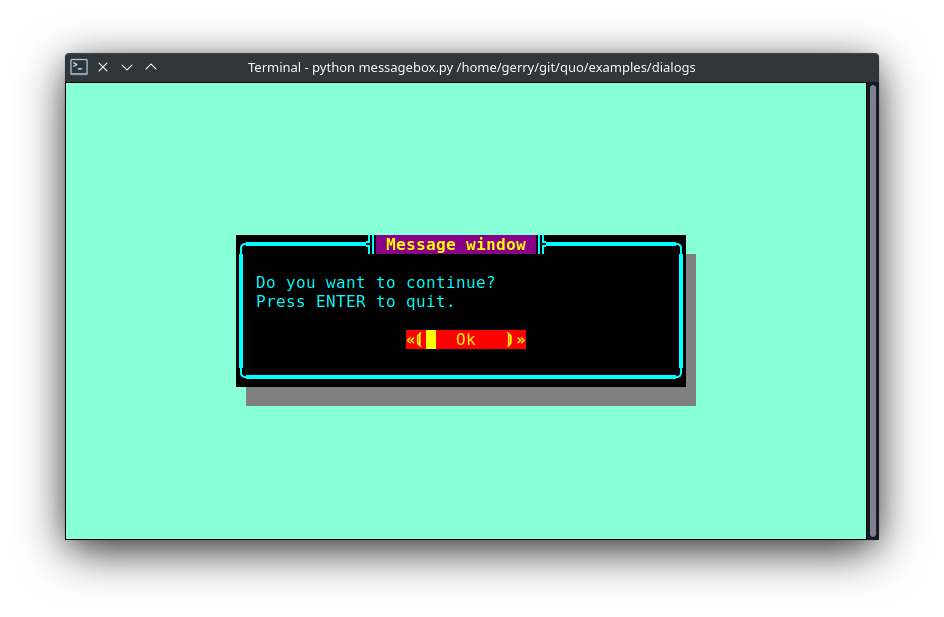 Terminal - python messagebox.py /home/gerry/git/quo/examples/dialogs
Message window
Do you want to continue?
Press ENTER to quit.
«⟬ Ok ⟭»